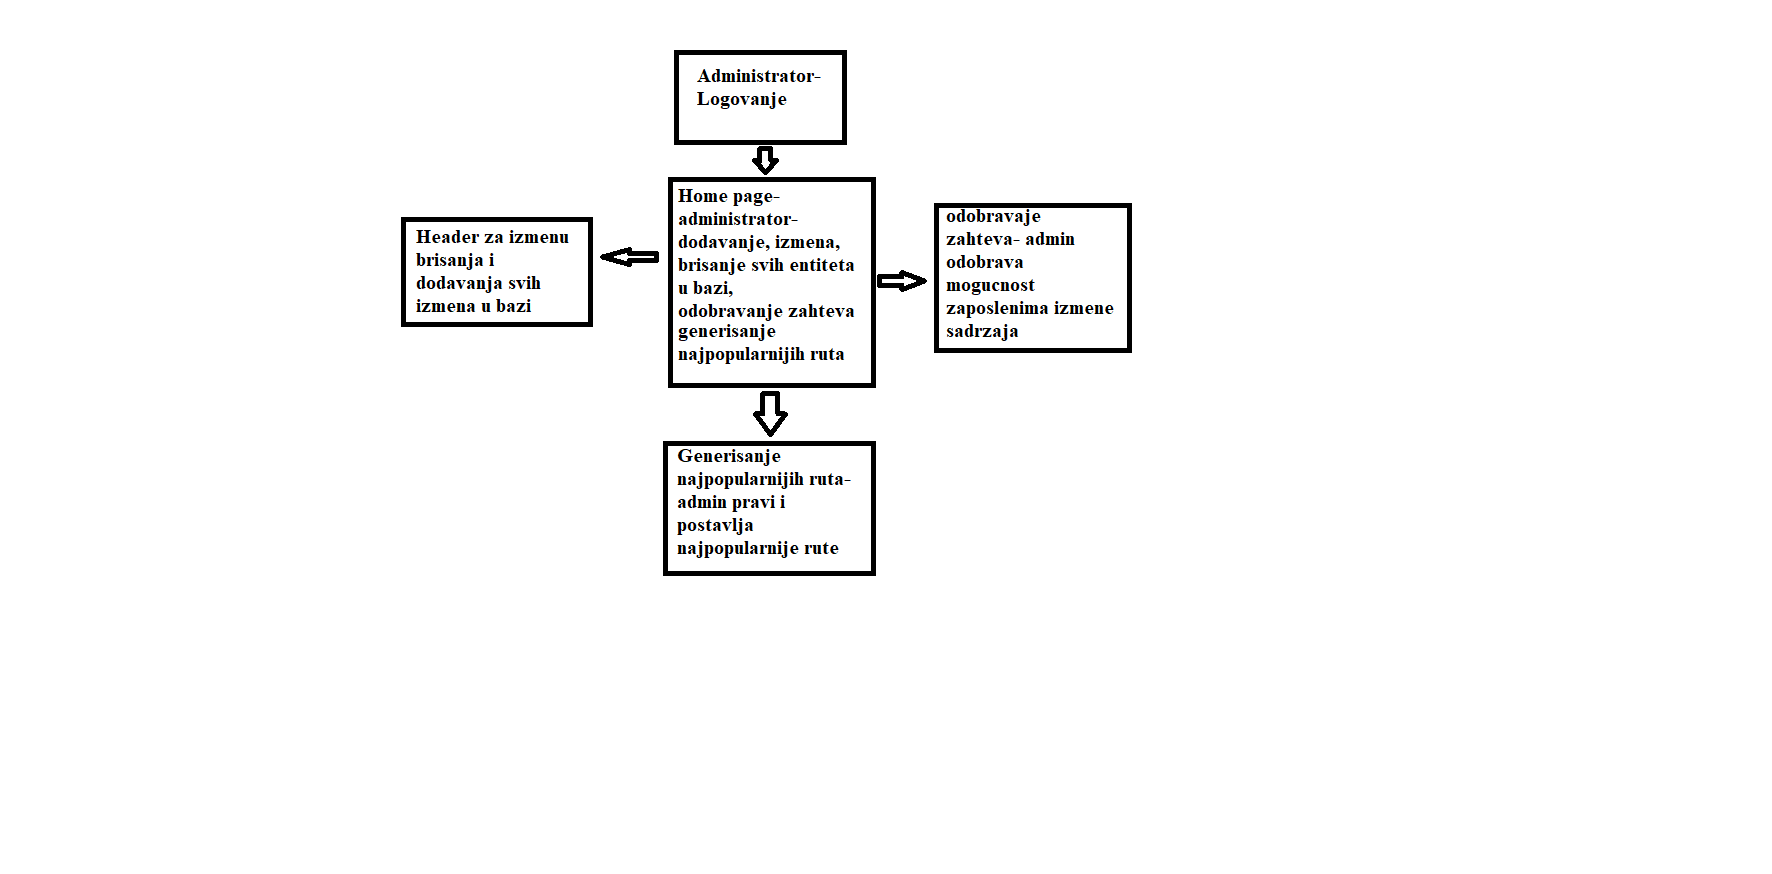 Administrator-
Logovanje
Home page-
administrator-
dodavanje, izmena,
brisanje svih entiteta
u bazi,
odobravanje zahteva
generisanje
najpopularnijih ruta
Header za izmenu
brisanja i
dodavanja svih
izmena u bazi
odobravaje
zahteva- admin
odobrava
mogucnost
zaposlenima izmene
sadrzaja
Generisanje
najpopularnijih ruta-
admin pravi i
postavlja
najpopularnije rute